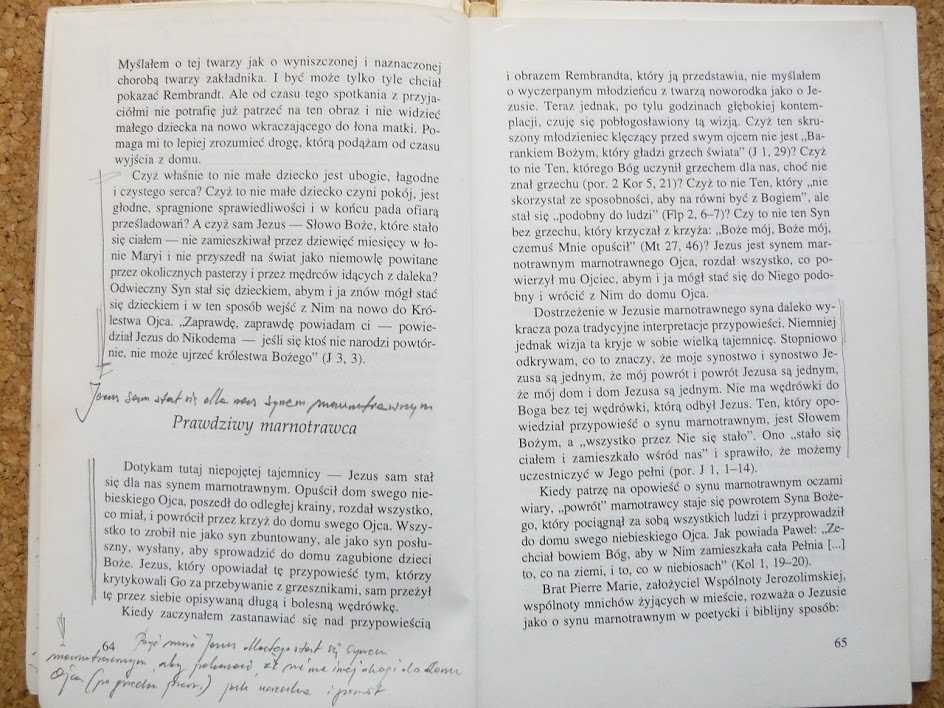 Myślałem o tej twarzy jak o wyniszczonej i naznaczonej
chorobą twarzy zakładnika. I być może tylko tyle chciał
pokazać Rembrandt. Ale od czasu tego spotkania z przyja-
ciółmi nie potrafię już patrzeć na ten obraz i nie widzieć
małego dziecka na nowo wkraczającego do łona matki. Po-
maga mi to lepiej zrozumieć drogę, którą podążam od czasu
wyjścia z domu.
Czyż właśnie to nie małe dziecko jest ubogie, łagodne
i czystego serca? Czyż to nie małe dziecko czyni pokój, jest
głodne, spragnione sprawiedliwości i w końcu pada ofiarą
prześladowań? A czyż sam Jezus — Słowo Boże, które stało
się ciałem — nie zamieszkiwał przez dziewięć miesięcy w ło-
nie Maryi i nie przyszedł na świat jako niemowlę powitane
przez okolicznych pasterzy i przez mędrców idących z daleka?
Odwieczny Syn stał się dzieckiem, abym i ja znów mógł stać
się dzieckiem i w ten sposób wejść z Nim na nowo do Kró-
lestwa Ojca. „Zaprawdę, zaprawdę powiadam ci — powie-
dział Jezus do Nikodema — jeśli się ktoś nie narodzi powtór-
nie, nie może ujrzeć królestwa Bożego” (J 3, 3).
Jezus sam stał się dla nas synem marnotrawnym
Prawdziwy marnotrawca
Dotykam tutaj niepojętej tajemnicy — Jezus sam stał
się dla nas synem marnotrawnym. Opuścił dom swego nie-
bieskiego Ojca, poszedł do odległej krainy, rozdał wszystko,
co miał, i powrócił przez krzyż do domu swego Ojca. Wszy-
stko to zrobił nie jako syn zbuntowany, ale jako syn posłu-
szny, wysłany, aby sprowadzić do domu zagubione dzieci
Boże. Jezus, który opowiadał tę przypowieść tym, którzy
krytykowali Go za przebywanie z grzesznikami, sam przeżył
tę przez siebie opisywaną długą i bolesną wędrówkę.
Kiedy zaczynałem zastanawiać się nad przypowieścią
64
Jezus dlatego stał się synem
marnotrawnym, aby pokazać, że nie ma innej drogi do domu
Ojca
i obrazem Rembrandta, który ją przedstawia, nie myślałem
o wyczerpanym młodzieńcu z twarzą noworodka jako o Je-
zusie. Teraz jednak, po tylu godzinach głębokiej kontem-
placji, czuję się pobłogosławiony tą wizją. Czyż ten skru-
szony młodzieniec klęczący przed swym ojcem nie jest „Ba-
rankiem Bożym, który gładzi grzech świata” (J 1, 29)? Czyż
to nie Ten, którego Bóg uczynił grzechem dla nas, choć nie
znał grzechu (por. 2 Kor 5, 21)? Czyż to nie Ten, który „nie
skorzystał ze sposobności, aby na równi być z Bogiem”, ale
stał się „podobny do ludzi” (Flp 2, 6–7)? Czy to nie ten Syn
bez grzechu, który krzyczał z krzyża: „Boże mój, Boże mój,
czemuś Mnie opuścił” (Mt 27, 46)? Jezus jest synem mar-
notrawnym marnotrawnego Ojca, rozdał wszystko, co po-
wierzył mu Ojciec, abym i ja mógł stać się do Niego podo-
bny i wrócić z Nim do domu Ojca.
Dostrzeżenie w Jezusie marnotrawnego syna daleko wy-
kracza poza tradycyjne interpretacje przypowieści. Niemniej
jednak wizja ta kryje w sobie wielką tajemnicę. Stopniowo
odkrywam, co to znaczy, że moje synostwo i synostwo Je-
zusa są jednym, że mój powrót i powrót Jezusa są jednym,
że mój dom i dom Jezusa są jednym. Nie ma wędrówki do
Boga bez tej wędrówki, którą odbył Jezus. Ten, który opo-
wiedział przypowieść o synu marnotrawnym, jest Słowem
Bożym, a „wszystko przez Nie się stało”. Ono „stało się
ciałem i zamieszkało wśród nas” i sprawiło, że możemy
uczestniczyć w Jego pełni (por. J 1, 1–14).
Kiedy patrzę na opowieść o synu marnotrawnym oczami
wiary, „powrót” marnotrawcy staje się powrotem Syna Boże-
go, który pociągnął za sobą wszystkich ludzi i przyprowadził
do domu swego niebieskiego Ojca. Jak powiada Paweł: „Ze-
chciał bowiem Bóg, aby w Nim zamieszkała cała Pełnia [...]
to, co na ziemi, i to, co w niebiosach” (Kol 1, 19–20).
Brat Pierre Marie, założyciel Wspólnoty Jerozolimskiej,
wspólnoty mnichów żyjących w mieście, rozważa o Jezusie
jako o synu marnotrawnym w poetycki i biblijny sposób:
65